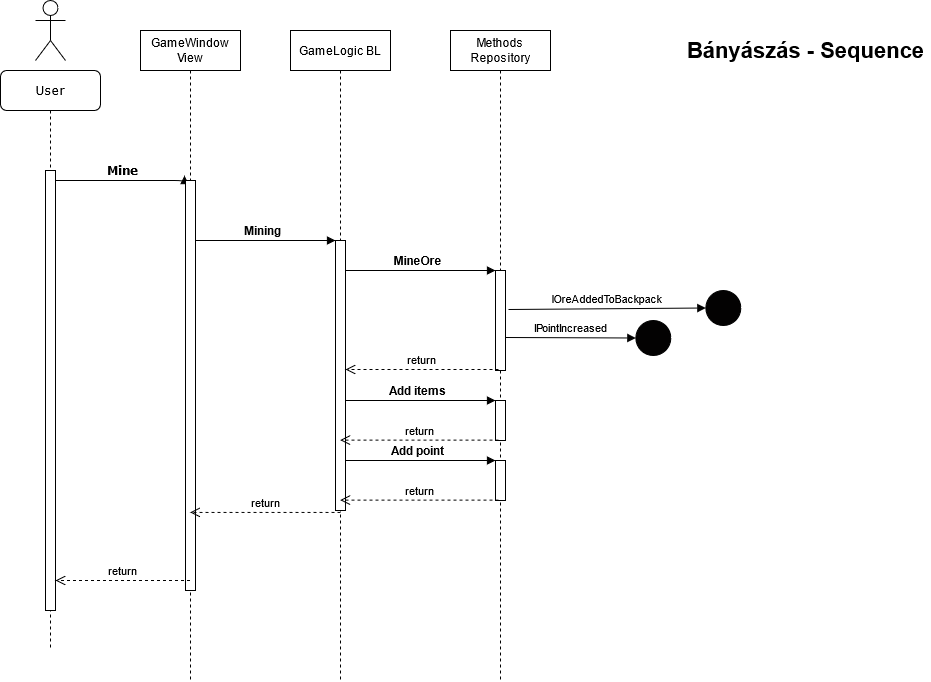 GameWindow
View
GameLogic BL
Methods
Repository
Bányászás - Sequence
User
Mine
Mining
MineOre
IOreAddedToBackpack
IPointIncreased
return
Add items
return
Add point
return
return
return